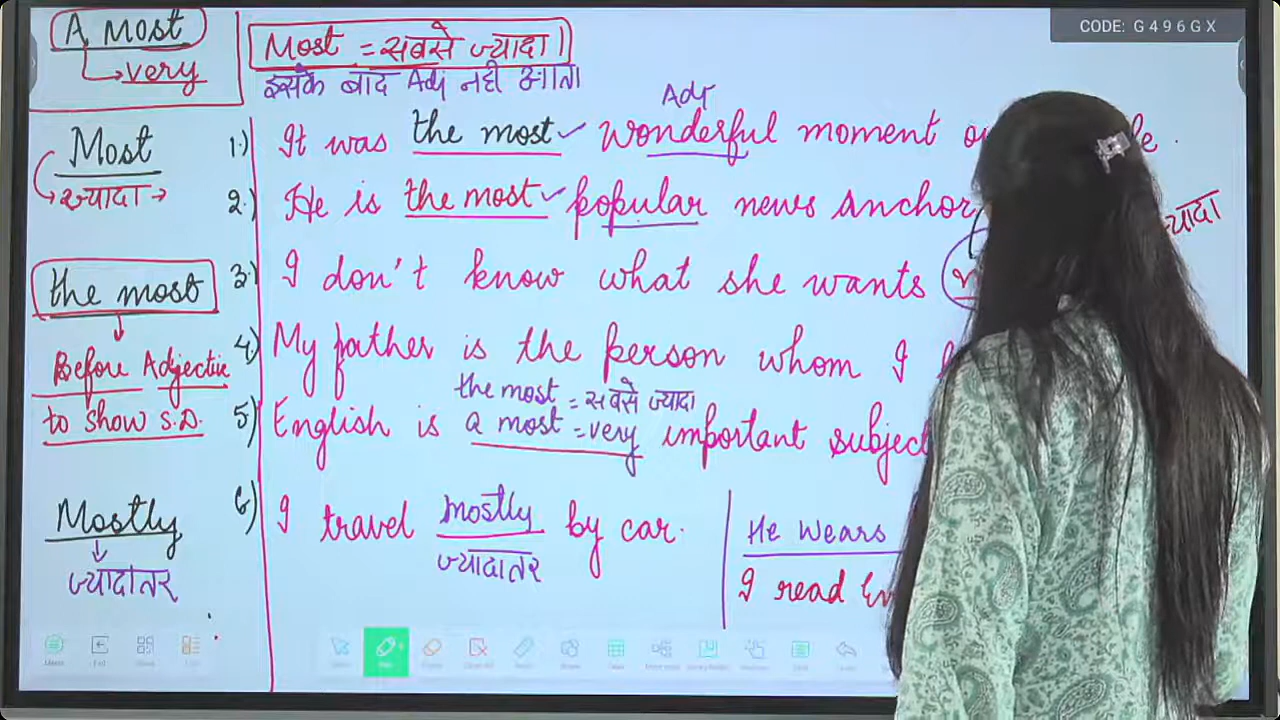 CODE: G 4 9 6 G X
A most
very
Most = सबसे ज्यादा।
इसके बाद Adj नही आता
Most
ज्यादा
the most
Before Adjective
to show S.D.
Mostly
ज्यादातर
Adj
1.) It was the most wonderful moment
2.) He is the most popular news anchor
ज्यादा
3.) I don't know what she wants
4) My father is the person whom I
the most = सबसे ज्यादा
5) English is a most = very important subject
6) I travel mostly by car.
ज्यादातर
He wears
I read